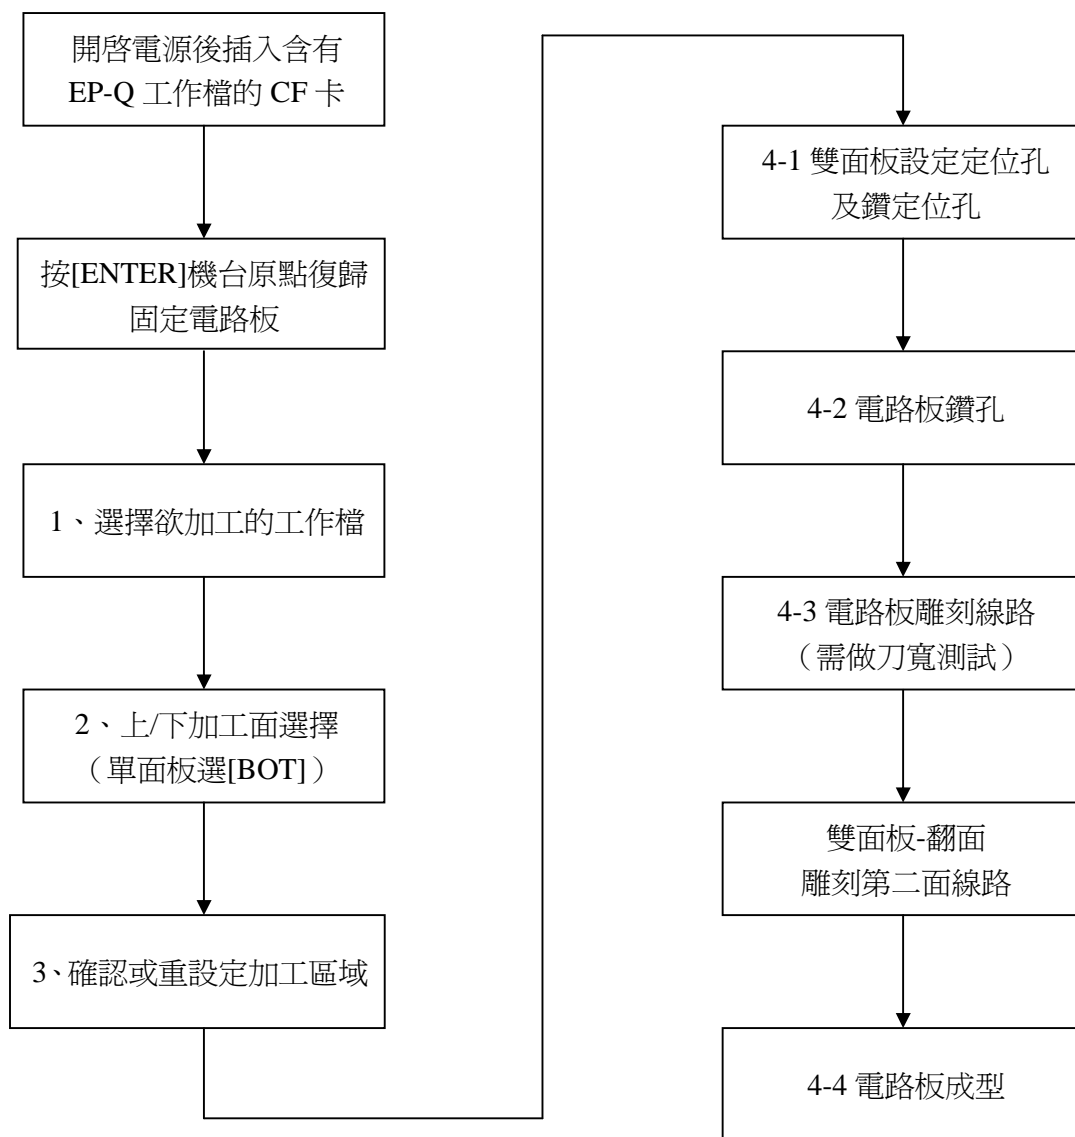 開啓電源後插入含有
EP-Q 工作檔的 CF 卡
按[ENTER]機台原點復歸
固定電路板
1、選擇欲加工的工作檔
2、上/下加工面選擇
（單面板選[BOT]）
3、確認或重設定加工區域
4-1 雙面板設定定位孔
及鑽定位孔
4-2 電路板鑽孔
4-3 電路板雕刻線路
（需做刀寬測試）
雙面板-翻面
雕刻第二面線路
4-4 電路板成型